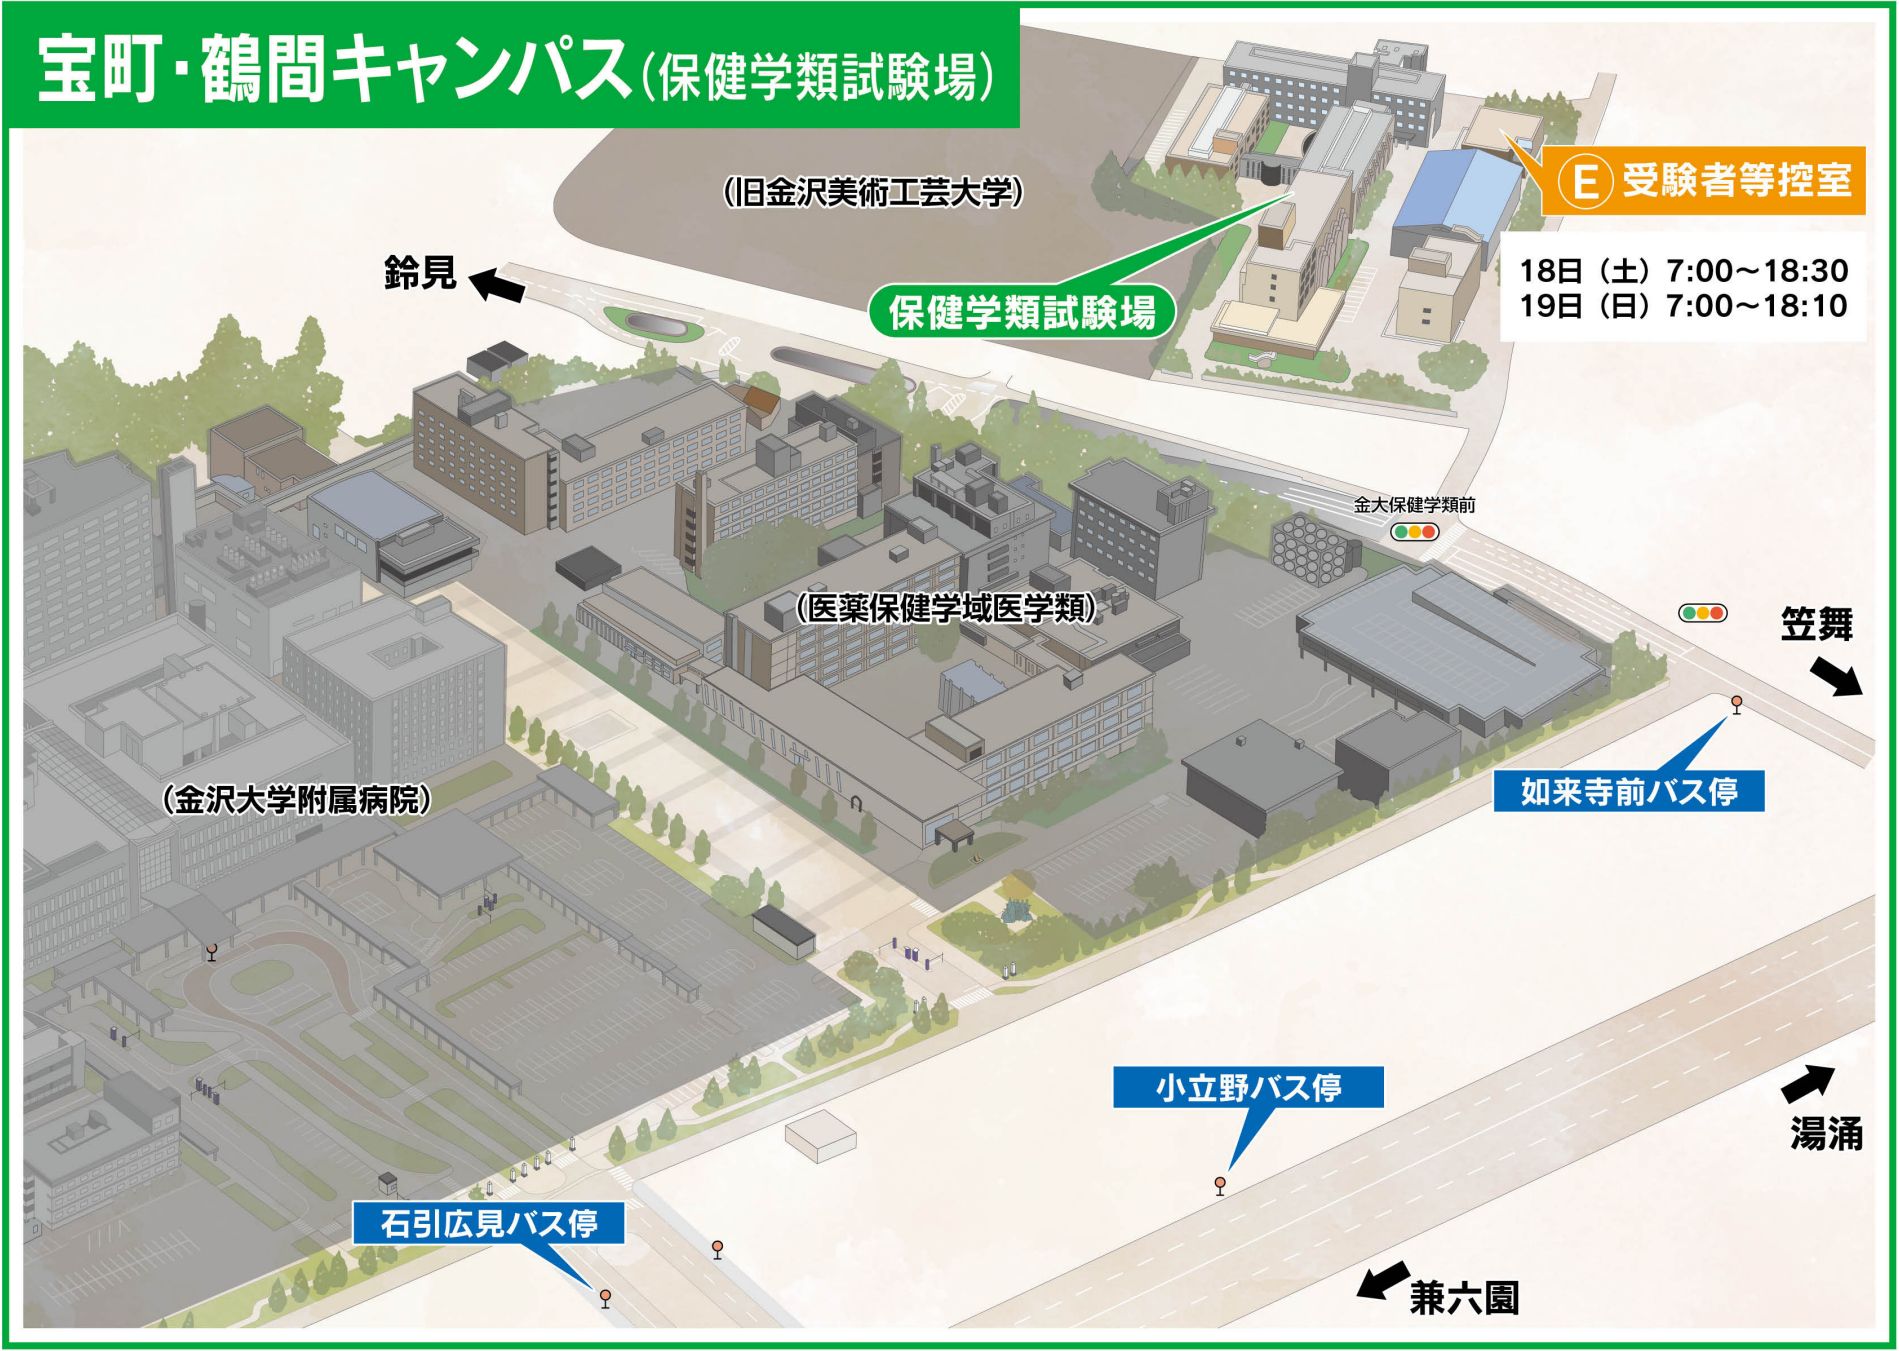 宝町・鶴間キャンパス(保健学類試験場)
(旧金沢美術工芸大学)
E 受験者等控室
18日（土）7:00～18:30
19日（日）7:00～18:10
鈴見
保健学類試験場
金大保健学類前
(医薬保健学域医学類)
笠舞
(金沢大学附属病院)
如来寺前バス停
小立野バス停
湯涌
石引広見バス停
兼六園